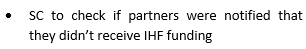 • SC to check if partners were notified that
they didn’t receive IHF funding